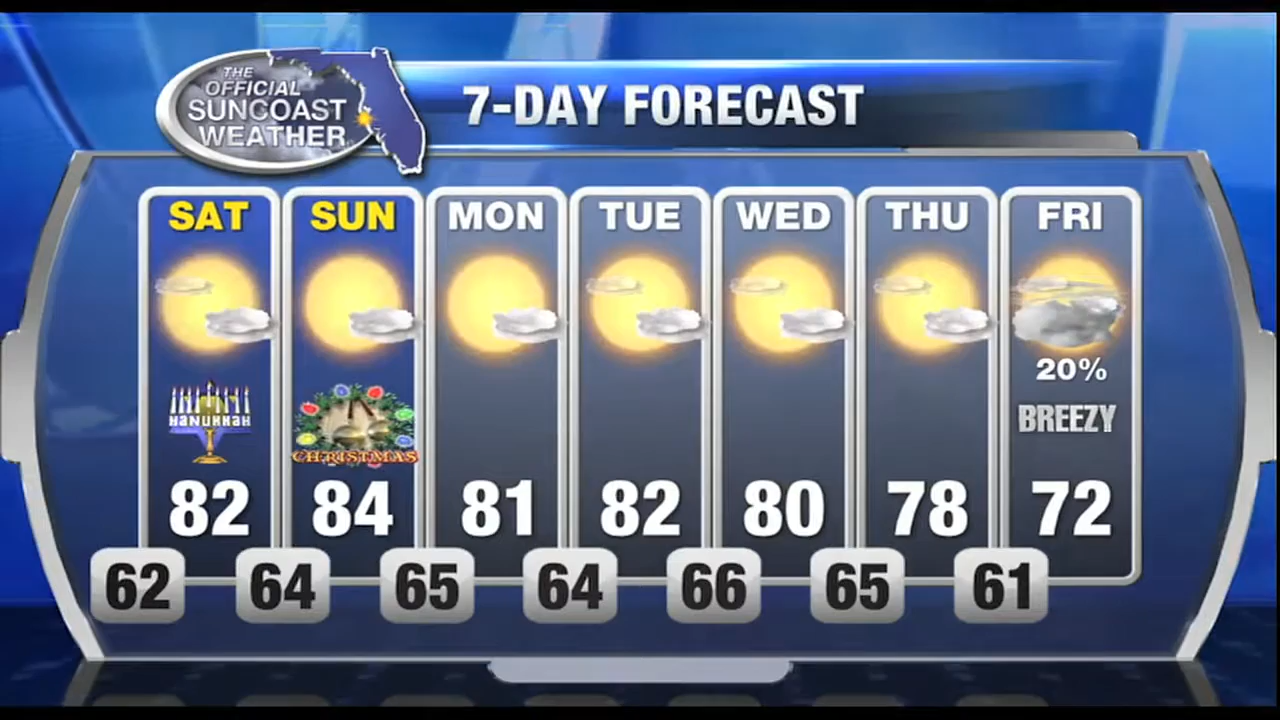 THE
OFFICIAL
SUNCOAST
WEATHER
7-DAY FORECAST
SAT SUN MON TUE WED THU FRI
20%
HANUKKAH CHRISTMAS BREEZY
82 84 81 82 80 78 72
62 64 65 64 66 65 61